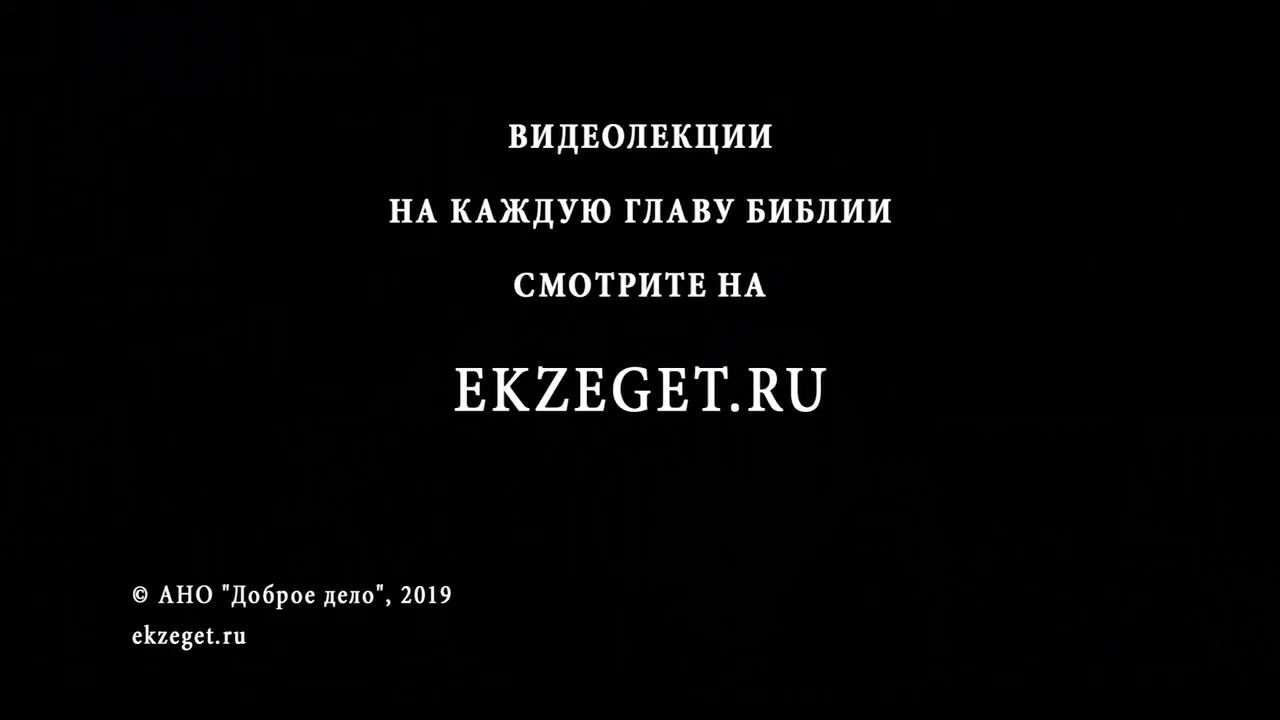 ВИДЕОЛЕКЦИИ
НА КАЖДУЮ ГЛАВУ БИБЛИИ
СМОТРИТЕ НА
EKZEGET.RU
© АНО "Доброе дело", 2019
ekzeget.ru